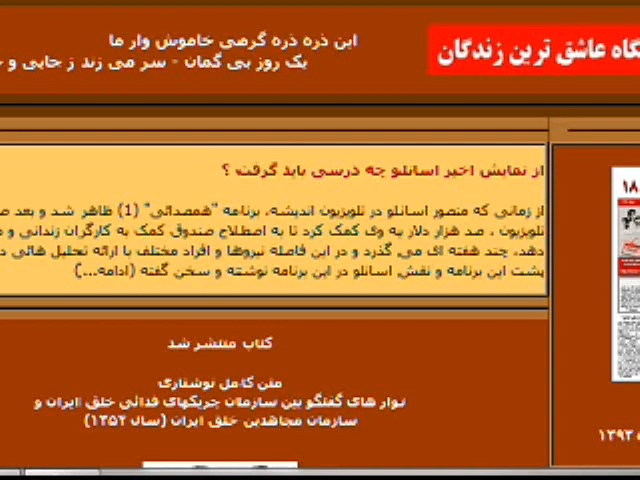 این ذره ذره گرمی خاموش وار ما
یک روز بی گمان - سر می زند ز جایی و
گاه عاشق ترین زندگان
از نمایش اخیر اسانلو چه درسی باید گرفت ؟
از زمانی که منصور اسانلو در تلویزیون اندیشه، برنامه "همصدائی" (1) ظاهر شد و بعد
تلویزیون ، صد هزار دلار به وی کمک کرد تا به اصطلاح صندوق کمک به کارگران زندانی و
دهد، چند هفته ای می گذرد و در این فاصله نیروها و افراد مختلف با ارائه تحلیل هائی
پشت این برنامه و نقش اسانلو در این برنامه نوشته و سخن گفته (ادامه...)
کتاب منتشر شد
متن کامل نوشتاری
نوار های گفتگو بین سازمان چریکهای فدائی خلق ایران و
سازمان مجاهدین خلق ایران (سال ۱۳۵۴)
۱۸
۱۳۹۳